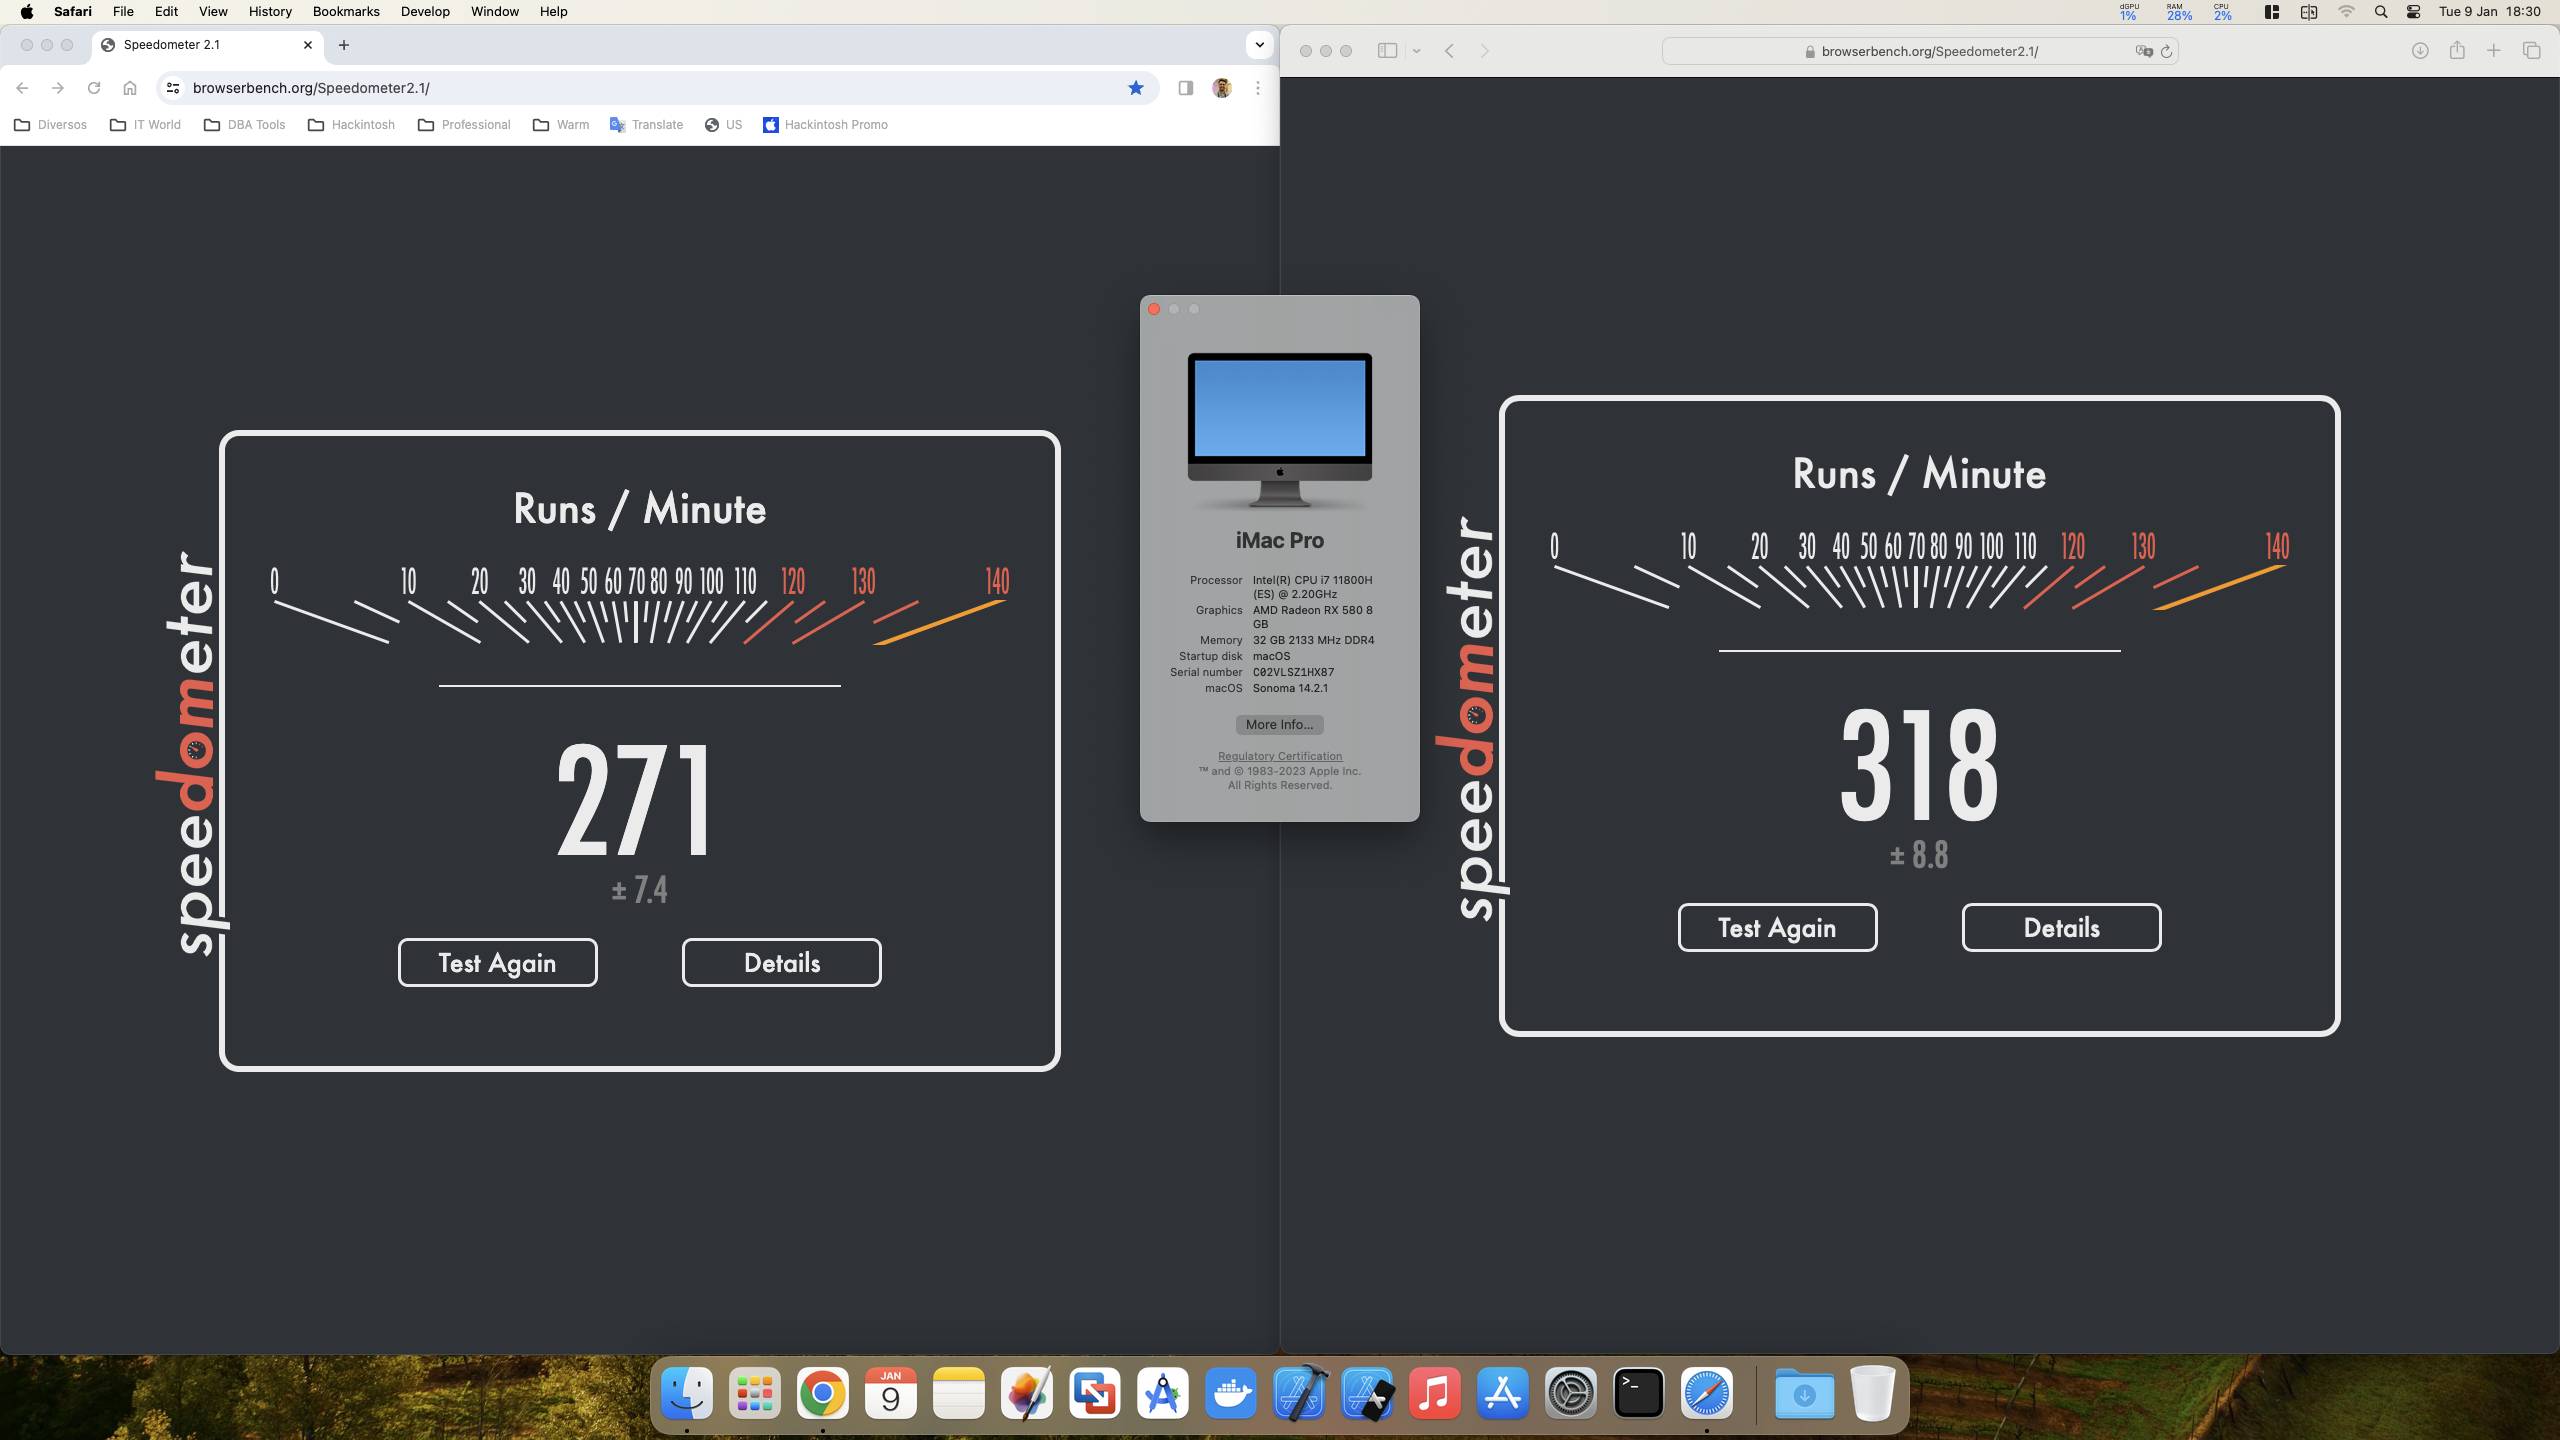 Safari File Edit View History Bookmarks Develop Window Help
dGPU 1% RAM 28% CPU 2% Tue 9 Jan 18:30
Speedometer 2.1
browserbench.org/Speedometer2.1/
Diversos IT World DBA Tools Hackintosh Professional Warm Translate US Hackintosh Promo
speedometer
Runs / Minute
0 10 20 30 40 50 60 70 80 90 100 110 120 130 140
271
± 7.4
Test Again Details
iMac Pro
Processor Intel(R) CPU i7 11800H
(ES) @ 2.20GHz
Graphics AMD Radeon RX 580 8
GB
Memory 32 GB 2133 MHz DDR4
Startup disk macOS
Serial number C02VLSZ1HX87
macOS Sonoma 14.2.1
More Info...
Regulatory Certification
™ and © 1983-2023 Apple Inc.
All Rights Reserved.
browserbench.org/Speedometer2.1/
speedometer
Runs / Minute
0 10 20 30 40 50 60 70 80 90 100 110 120 130 140
318
± 8.8
Test Again Details
JAN
9
>_